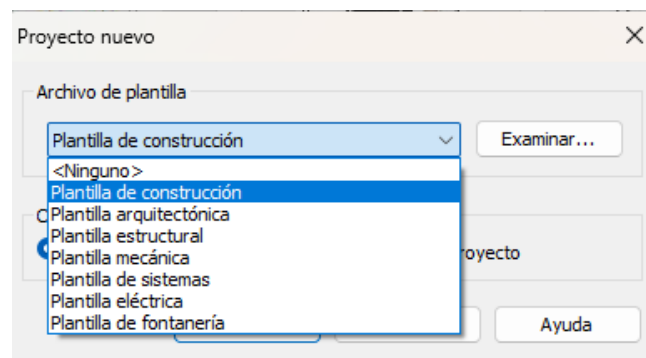 Proyecto nuevo
Archivo de plantilla
Plantilla de construcción
Examinar...
<Ninguno>
Plantilla de construcción
Plantilla arquitectónica
Plantilla estructural
Plantilla mecánica
royecto
Plantilla de sistemas
Plantilla eléctrica
Plantilla de fontanería
Ayuda